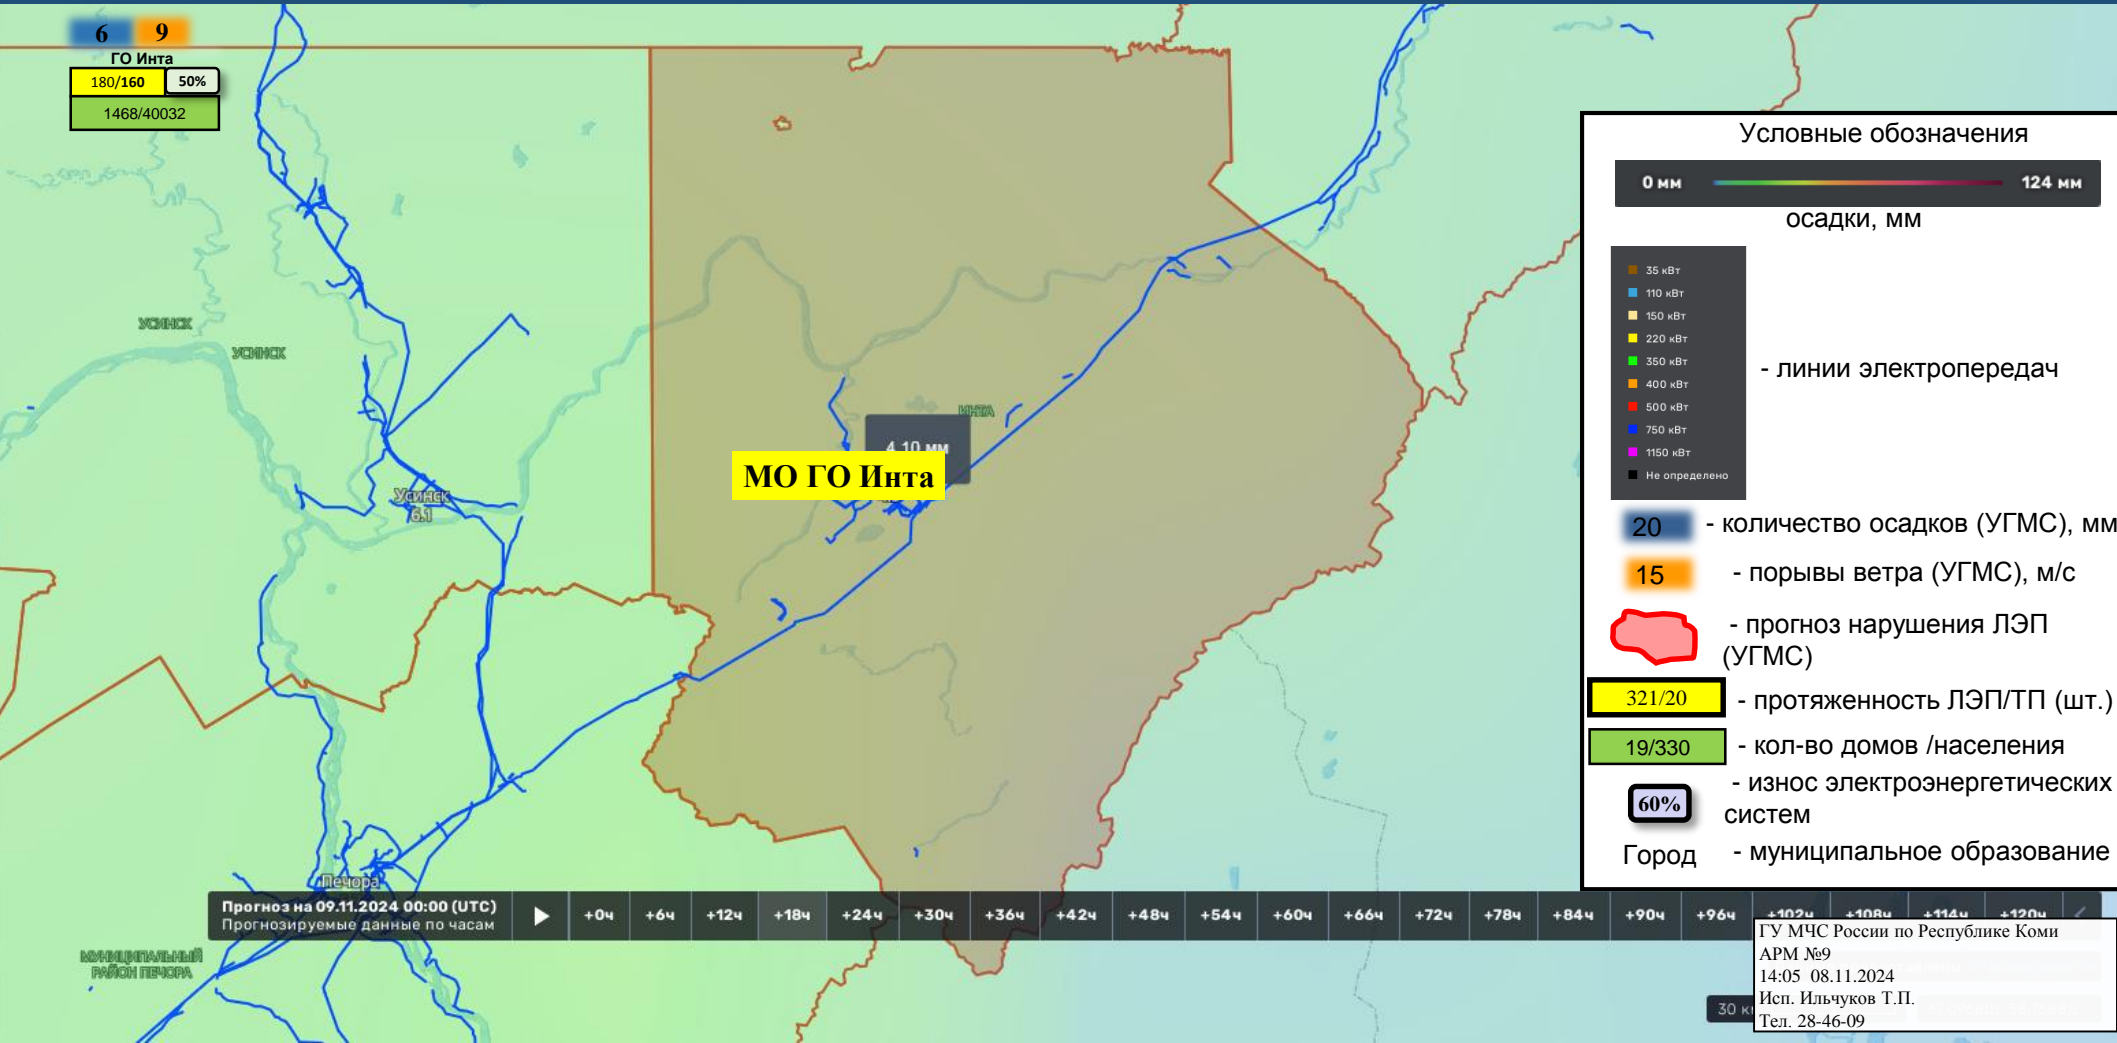 6 9
ГО Инта
180/160 50%
1468/40032
УСИНСК
УСИНСК
ИНТА
4.10 мм
МО ГО Инта
Усинск
6.1
Печора
МУНИЦИПАЛЬНЫЙ
РАЙОН ПЕЧОРА
Условные обозначения
0 мм 124 мм
осадки, мм
35 кВт
110 кВт
150 кВт
220 кВт
350 кВт
400 кВт
500 кВт
750 кВт
1150 кВт
Не определено
- линии электропередач
20 - количество осадков (УГМС), мм
15 - порывы ветра (УГМС), м/с
- прогноз нарушения ЛЭП
(УГМС)
321/20 - протяженность ЛЭП/ТП (шт.)
19/330 - кол-во домов /населения
60% - износ электроэнергетических
систем
Город - муниципальное образование
Прогноз на 09.11.2024 00:00 (UTC)
Прогнозируемые данные по часам
+0ч +6ч +12ч +18ч +24ч +30ч +36ч +42ч +48ч +54ч +60ч +66ч +72ч +78ч +84ч +90ч +96ч +102ч +108ч +114ч +120ч
30
ГУ МЧС России по Республике Коми
АРМ №9
14:05 08.11.2024
Исп. Ильчуков Т.П.
Тел. 28-46-09